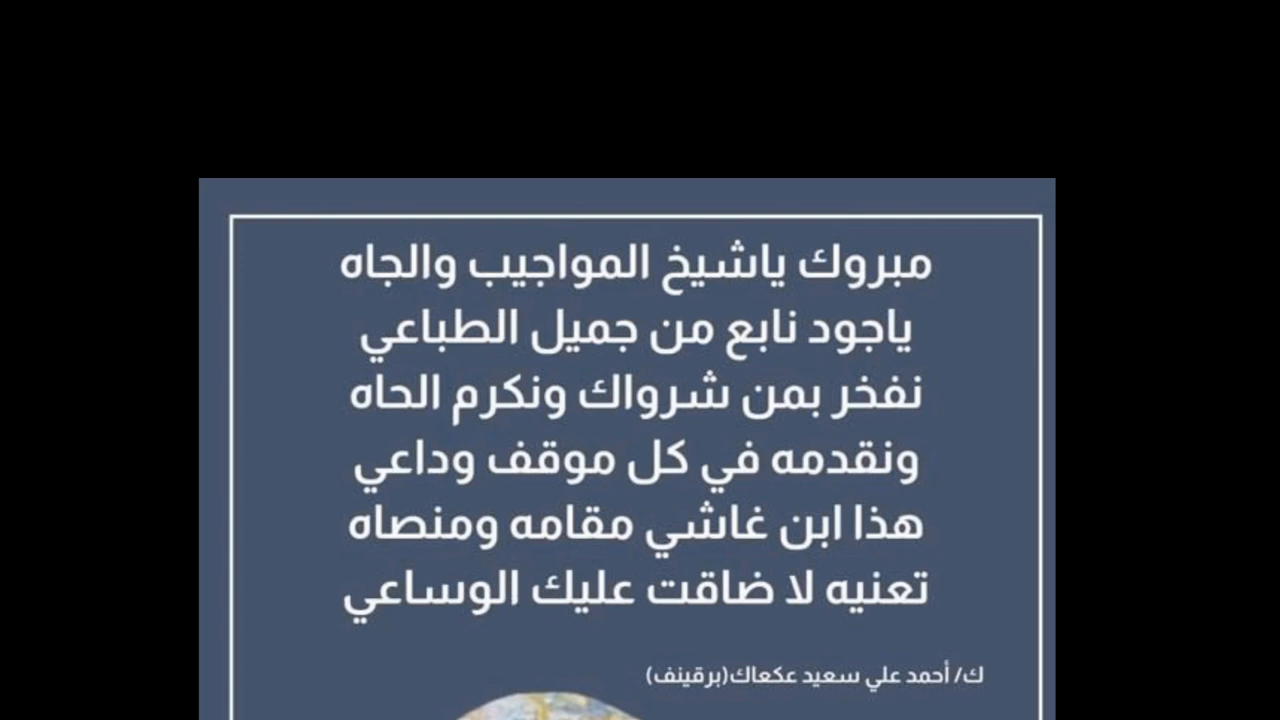 مبروك ياشيخ المواجيب والجاه
ياجود نابع من جميل الطباعي
نفخر بمن شرواك ونكرم الحاه
ونقدمه في كل موقف وداعي
هذا ابن غاشي مقامه ومنصاه
تعنيه لا ضاقت عليك الوساعي
ك/ أحمد علي سعيد عكعاك(برقينف)